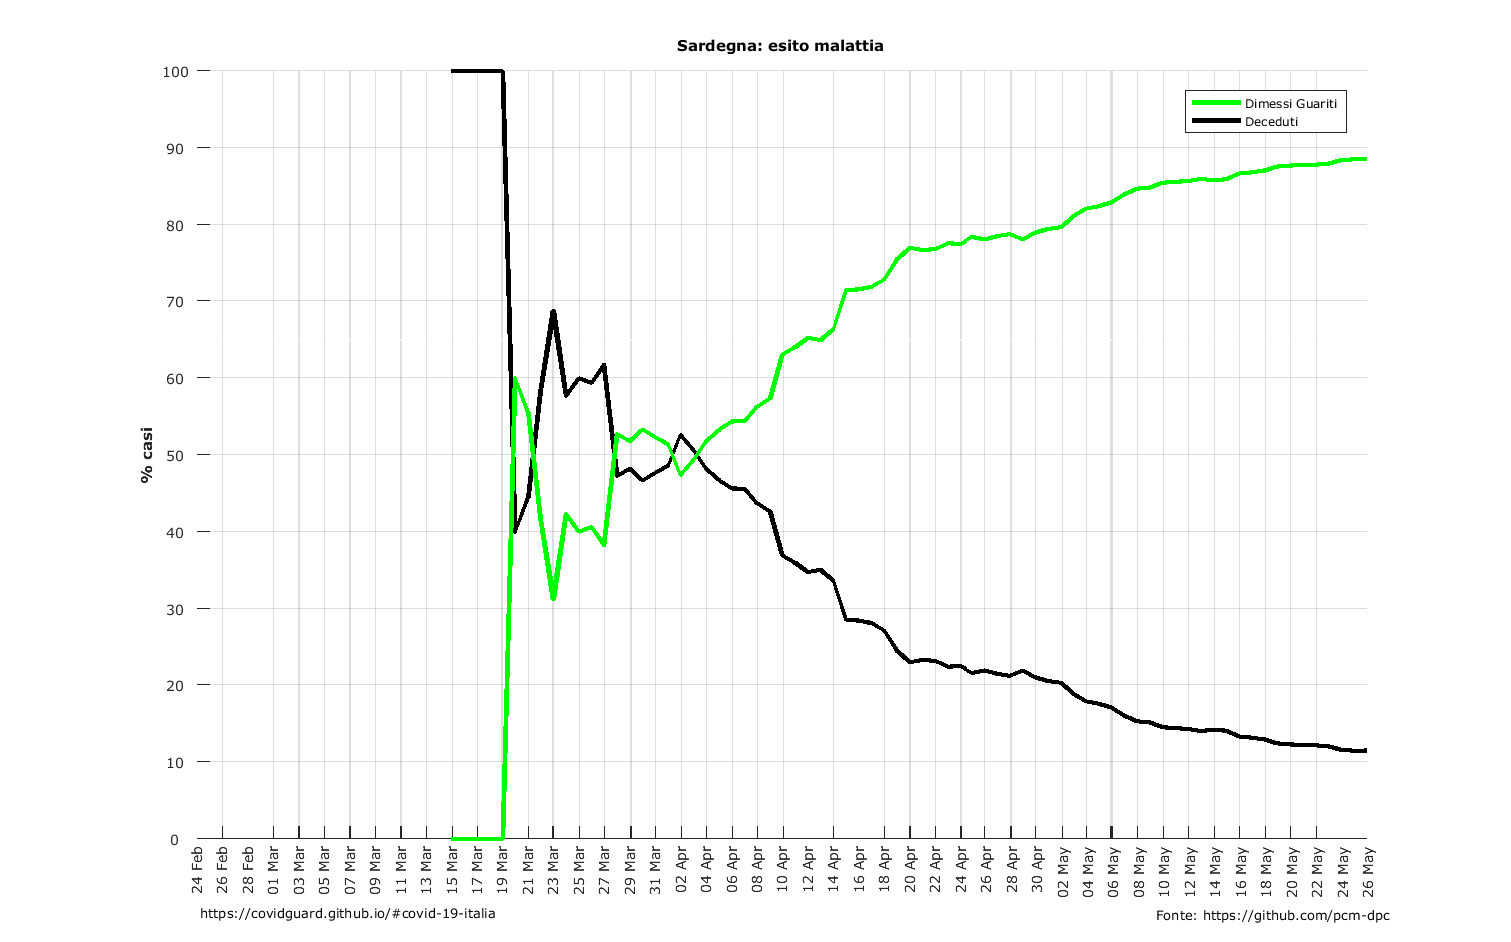 Sardegna: esito malattia
Dimessi Guariti
Deceduti
% casi
100
90
80
70
60
50
40
30
20
10
0
24 Feb
26 Feb
28 Feb
01 Mar
03 Mar
05 Mar
07 Mar
09 Mar
11 Mar
13 Mar
15 Mar
17 Mar
19 Mar
21 Mar
23 Mar
25 Mar
27 Mar
29 Mar
31 Mar
02 Apr
04 Apr
06 Apr
08 Apr
10 Apr
12 Apr
14 Apr
16 Apr
18 Apr
20 Apr
22 Apr
24 Apr
26 Apr
28 Apr
30 Apr
02 May
04 May
06 May
08 May
10 May
12 May
14 May
16 May
18 May
20 May
22 May
24 May
26 May
https://covidguard.github.io/#covid-19-italia
Fonte: https://github.com/pcm-dpc